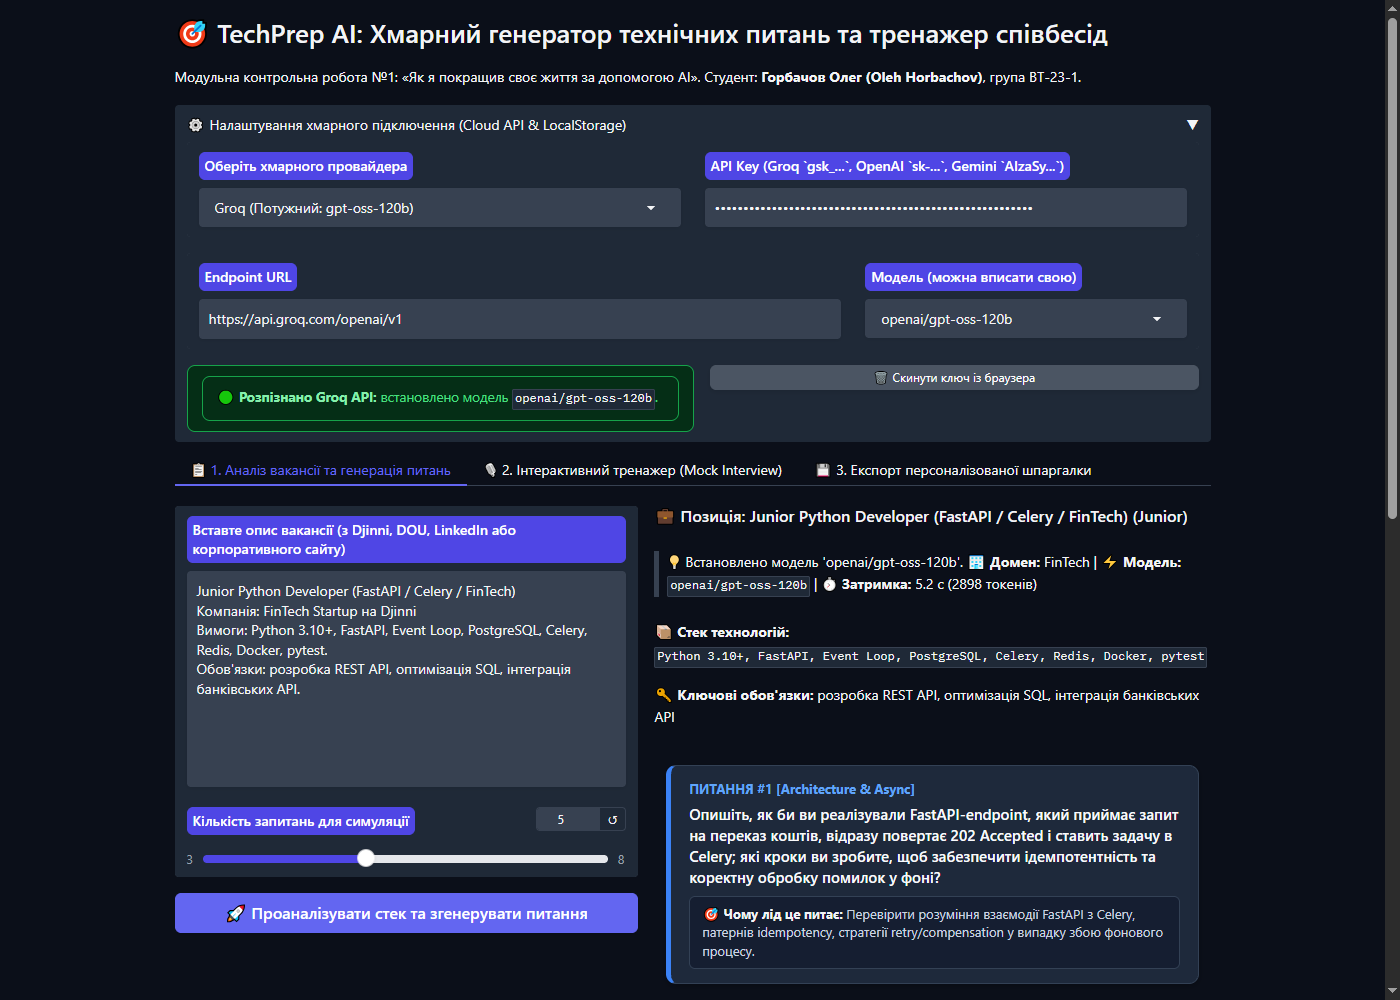 TechPrep AI: Хмарний генератор технічних питань та тренажер співбесід
Модульна контрольна робота №1: «Як я покращив своє життя за допомогою AI». Студент: Горбачов Олег (Oleh Horbachov), група ВТ-23-1.
Налаштування хмарного підключення (Cloud API & LocalStorage)
Оберіть хмарного провайдера
API Key (Groq `gsk_...`, OpenAI `sk-...`, Gemini `AIzaSy...`)
Groq (Потужний: gpt-oss-120b)
Endpoint URL
Модель (можна вписати свою)
https://api.groq.com/openai/v1
openai/gpt-oss-120b
Розпізнано Groq API: встановлено модель openai/gpt-oss-120b.
Скинути ключ із браузера
1. Аналіз вакансії та генерація питань
2. Інтерактивний тренажер (Mock Interview)
3. Експорт персоналізованої шпаргалки
Вставте опис вакансії (з Djinni, DOU, LinkedIn або
корпоративного сайту)
Junior Python Developer (FastAPI / Celery / FinTech)
Компанія: FinTech Startup на Djinni
Вимоги: Python 3.10+, FastAPI, Event Loop, PostgreSQL, Celery,
Redis, Docker, pytest.
Обов'язки: розробка REST API, оптимізація SQL, інтеграція
банківських API.
Кількість запитань для симуляції
5
3
8
Проаналізувати стек та згенерувати питання
Позиція: Junior Python Developer (FastAPI / Celery / FinTech) (Junior)
Встановлено модель 'openai/gpt-oss-120b'. Домен: FinTech | Модель:
openai/gpt-oss-120b | Затримка: 5.2 с (2898 токенів)
Стек технологій:
Python 3.10+, FastAPI, Event Loop, PostgreSQL, Celery, Redis, Docker, pytest
Ключові обов'язки: розробка REST API, оптимізація SQL, інтеграція банківських
API
ПИТАННЯ #1 [Architecture & Async]
Опишіть, як би ви реалізували FastAPI-endpoint, який приймає запит
на переказ коштів, відразу повертає 202 Accepted і ставить задачу в
Celery; які кроки ви зробите, щоб забезпечити ідемпотентність та
коректну обробку помилок у фоні?
Чому лід це питає: Перевірити розуміння взаємодії FastAPI з Celery,
патернів idempotency, стратегії retry/compensation у випадку збою фонового
процесу.